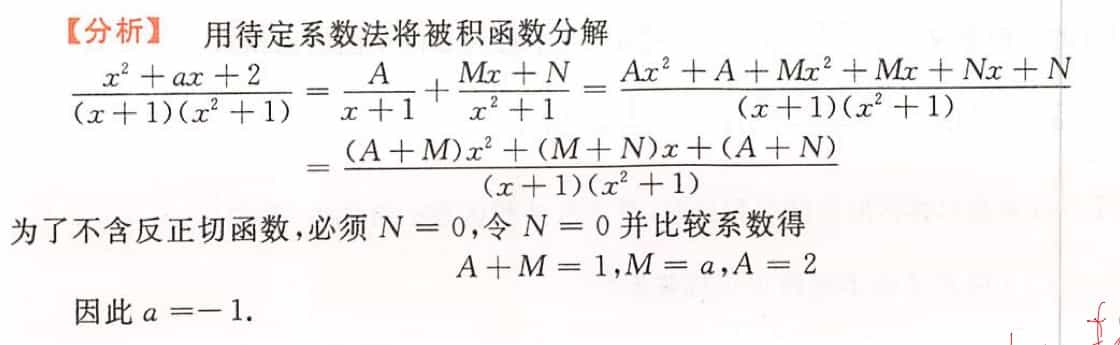 【分析】 用待定系数法将被积函数分解
\frac{x^2+ax+2}{(x+1)(x^2+1)} = \frac{A}{x+1} + \frac{Mx+N}{x^2+1} = \frac{Ax^2+A+Mx^2+Mx+Nx+N}{(x+1)(x^2+1)}
= \frac{(A+M)x^2+(M+N)x+(A+N)}{(x+1)(x^2+1)}
为了不含反正切函数,必须 N = 0,令 N = 0 并比较系数得
A+M = 1,M = a,A = 2
因此 a =-1.